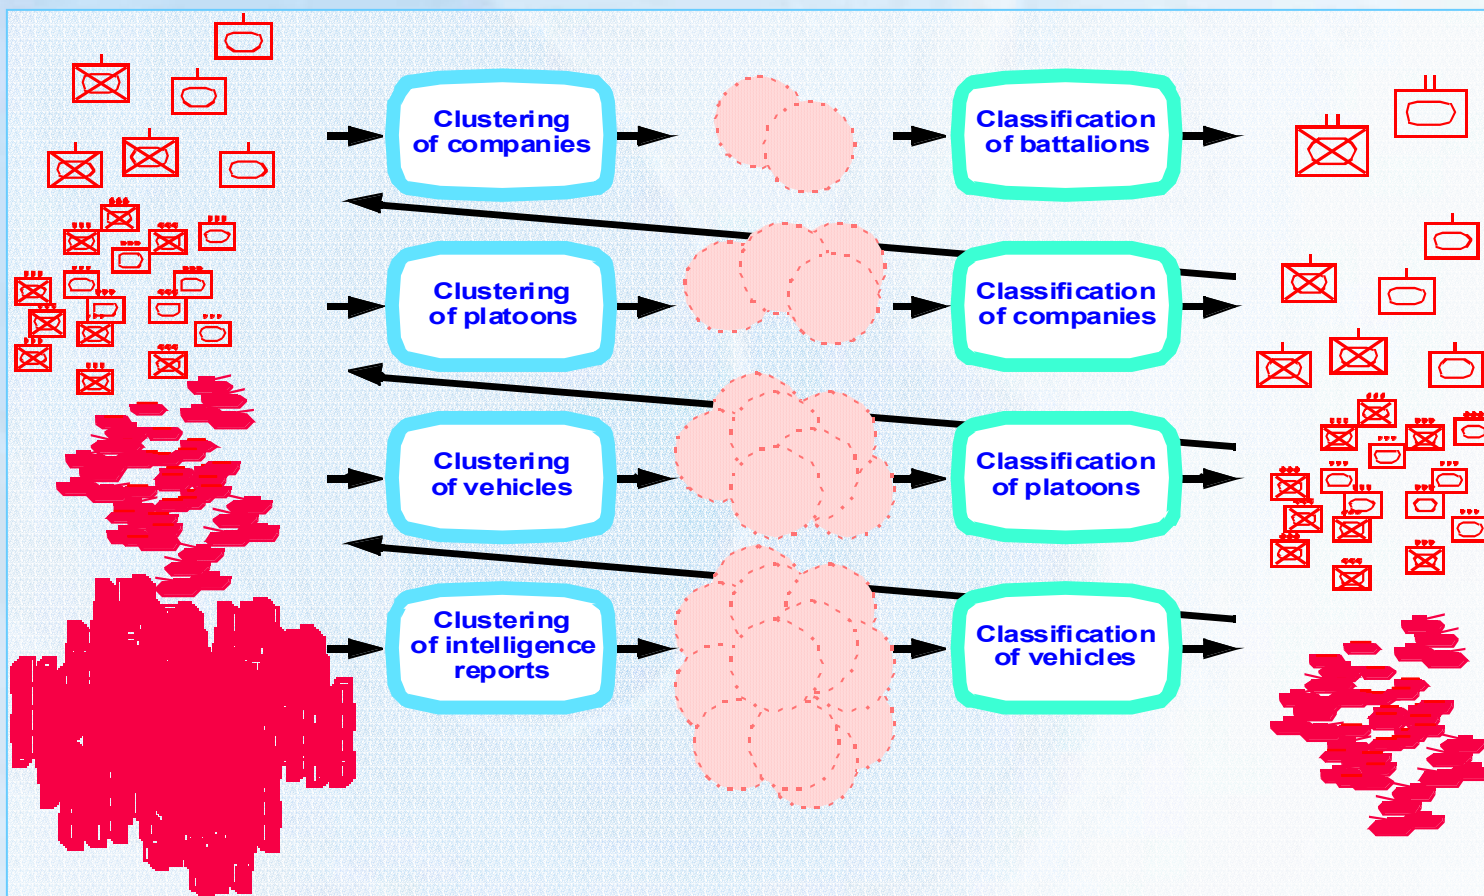 Clustering
of companies
Classification
of battalions
Clustering
of platoons
Classification
of companies
Clustering
of vehicles
Classification
of platoons
Clustering
of intelligence
reports
Classification
of vehicles